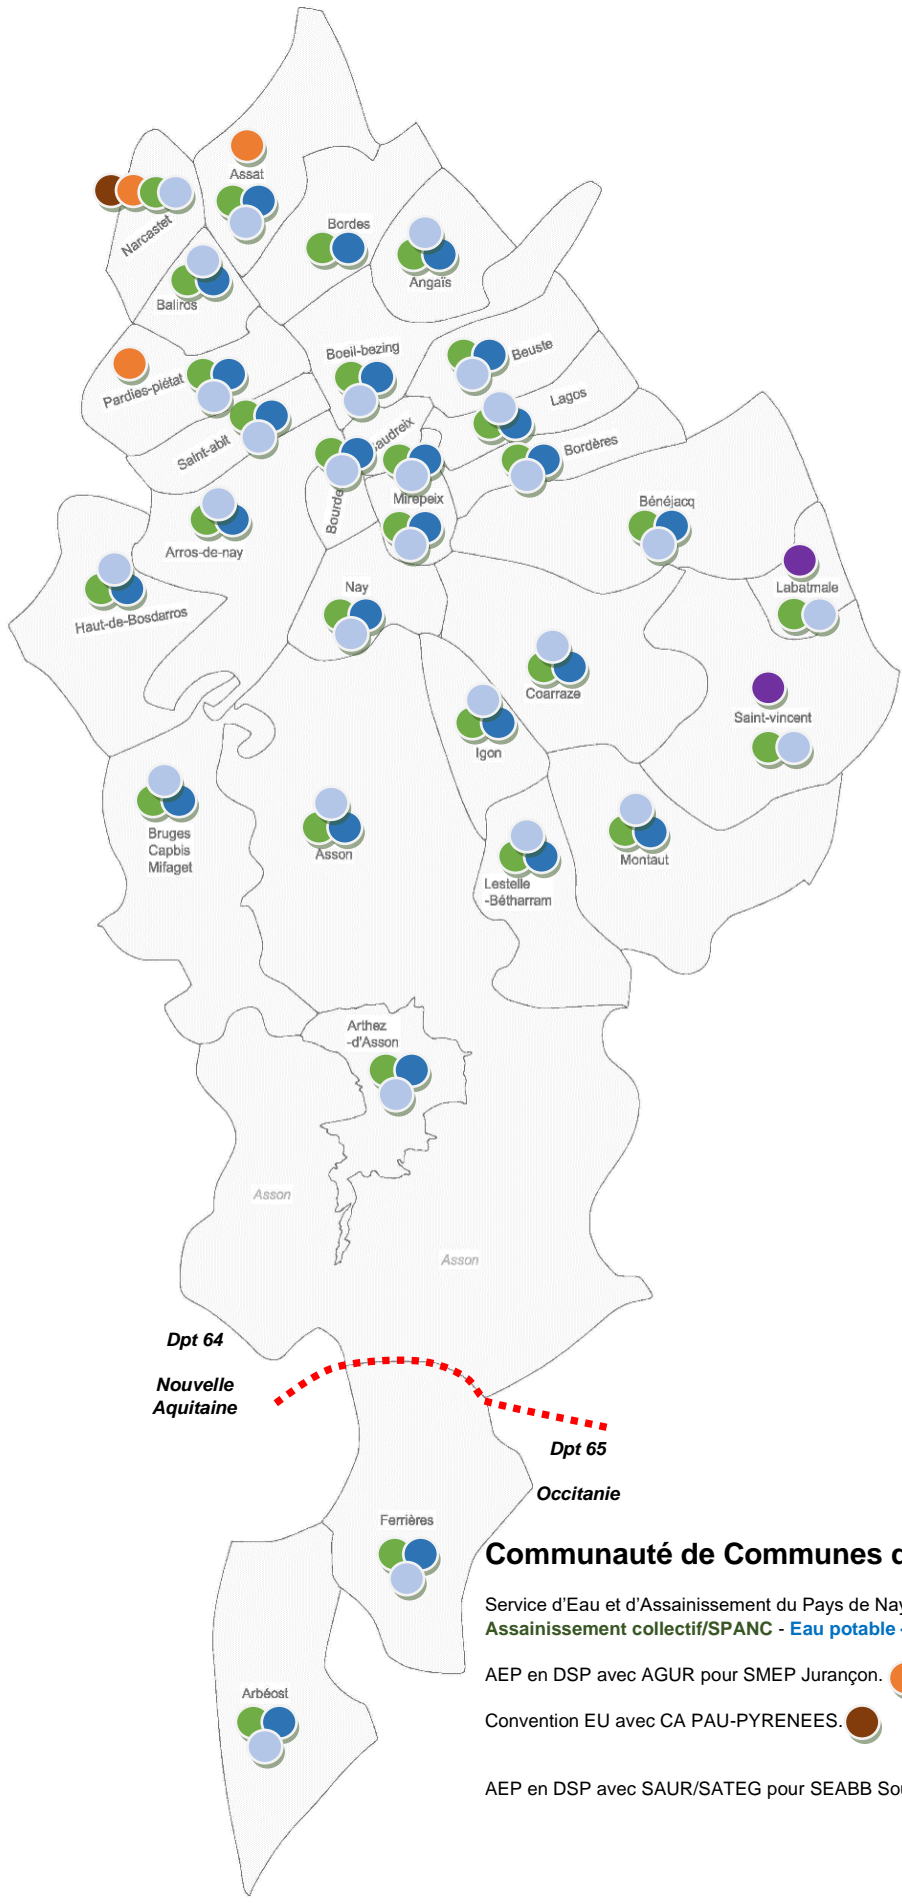 Assat
Narcastet
Bordes
Angaïs
Baliros
Boeil-bezing
Beuste
Pardies-piétat
Lagos
Saint-abit
Bordères
Mirepeix
Bénéjacq
Arros-de-nay
Labatmale
Nay
Haut-de-Bosdarros
Coarraze
Saint-vincent
Igon
Bruges
Capbis
Mifaget
Asson
Montaut
Lestelle
-Bétharram
Arthez
-d'Asson
Asson
Asson
Dpt 64
Nouvelle
Aquitaine
Dpt 65
Occitanie
Ferrières
Communauté de Communes d
Service d'Eau et d'Assainissement du Pays de Nay
Assainissement collectif/SPANC - Eau potable -
AEP en DSP avec AGUR pour SMEP Jurançon.
Convention EU avec CA PAU-PYRENEES.
Arbéost
AEP en DSP avec SAUR/SATEG pour SEABB Sou